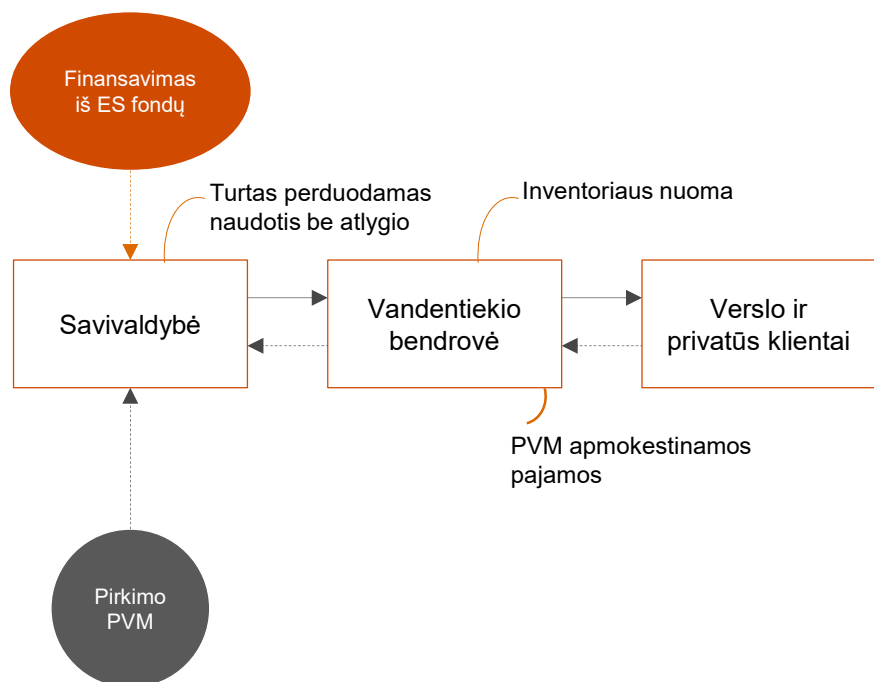 Finansavimas
iš ES fondų
Turtas perduodamas
naudotis be atlygio
Inventoriaus nuoma
Savivaldybė
Vandentiekio
bendrovė
Verslo ir
privatūs klientai
PVM apmokestinamos
pajamos
Pirkimo
PVM